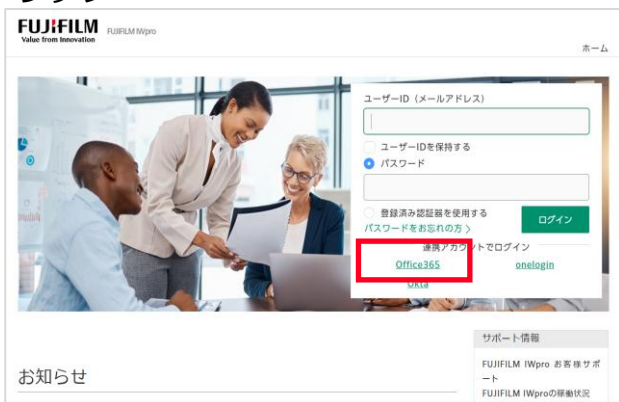 FUJIFILM
Value from Innovation
FUJIFILM IWpro
ホーム
ユーザーID（メールアドレス）
ユーザーIDを保持する
パスワード
登録済み認証器を使用する
パスワードをお忘れの方 〉
ログイン
連携アカウントでログイン
Office365
onelogin
Okta
サポート情報
お知らせ
FUJIFILM IWpro お客様サポ
ート
FUJIFILM IWproの稼働状況